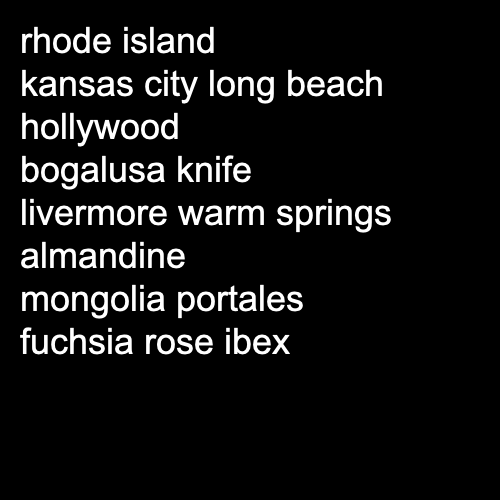 rhode island
kansas city long beach
hollywood
bogalusa knife
livermore warm springs
almandine
mongolia portales
fuchsia rose ibex